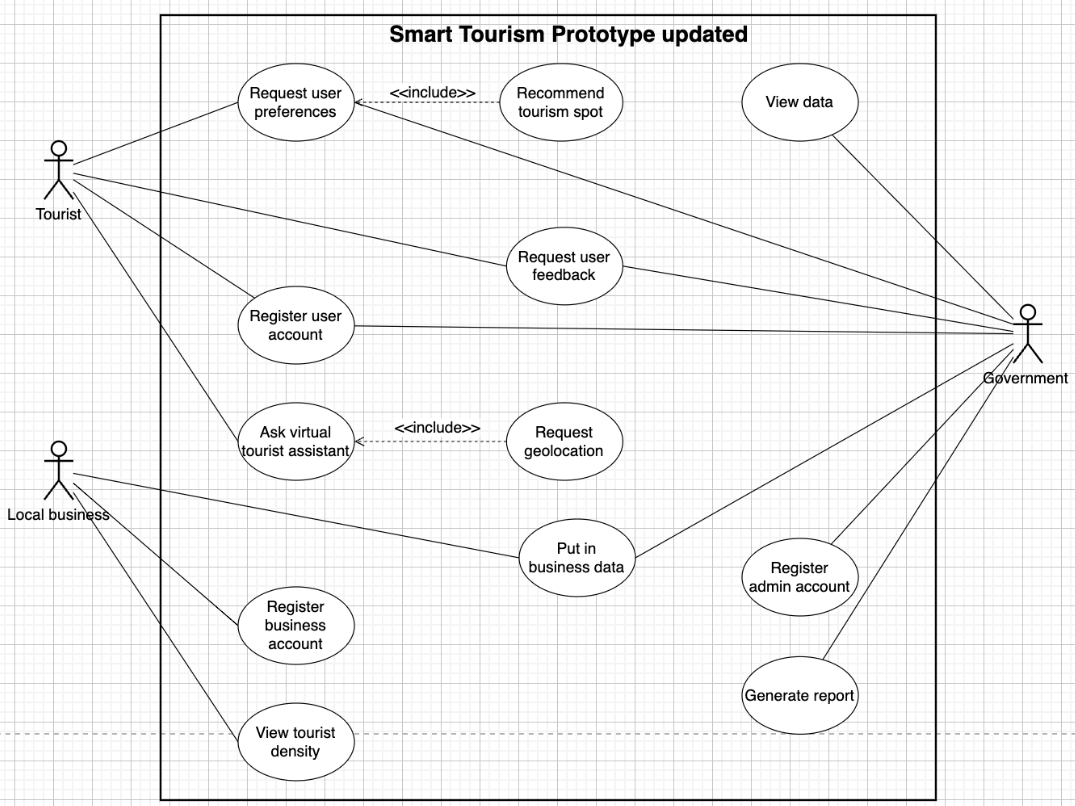 Smart Tourism Prototype updated
Request user
preferences
<<include>>
Recommend
tourism spot
View data
Tourist
Request user
feedback
Register user
account
Government
Ask virtual
tourist assistant
<<include>>
Request
geolocation
Local business
Put in
business data
Register
admin account
Register
business
account
Generate report
View tourist
density